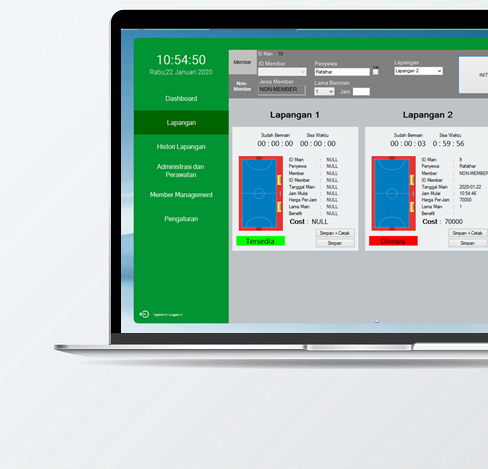 10:54:50
Rabu,22 Januari 2020
Dashboard
Lapangan
Histori Lapangan
Administrasi dan
Perawatan
Member Management
Pengaturan
Member
Non-
Member
ID Main : 10
ID Member
Jenis Member
NON-MEMBER
Penyewa
Rafathar
Lama Bermain
1 Jam
Lapangan
Lapangan 2
INIT
Lapangan 1
Sudah Bermain Sisa Waktu
00 : 00 : 00 00 : 00 : 00
ID Main : NULL
Penyewa : NULL
Member : NULL
ID Member : NULL
Tanggal Main : NULL
Jam Mulai : NULL
Harga Per-Jam : NULL
Lama Main : NULL
Benefit : NULL
Cost : NULL
Simpan + Cetak
Simpan
Tersedia
Lapangan 2
Sudah Bermain Sisa Waktu
00 : 00 : 03 0 : 59 : 56
ID Main : 9
Penyewa : Rafathar
Member : NON-MEMBER
ID Member :
Tanggal Main : 2020-01-22
Jam Mulai : 10:54:46
Harga Per-Jam : 70000
Lama Main : 1
Benefit :
Cost : 70000
Simpan + Cetak
Simpan
Disewa